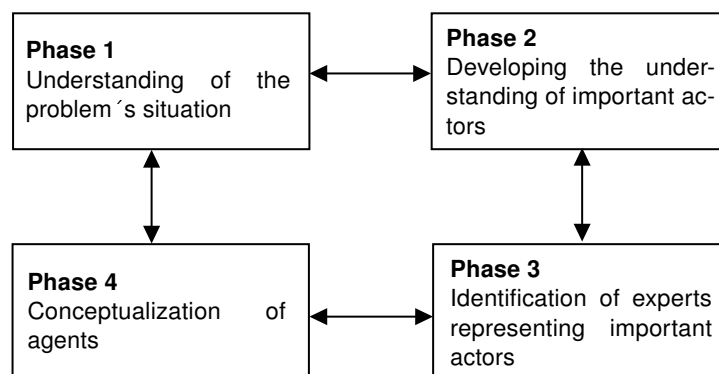 Phase 1
Understanding of the
problem´s situation
Phase 2
Developing the under-
standing of important ac-
tors
Phase 4
Conceptualization of
agents
Phase 3
Identification of experts
representing important
actors